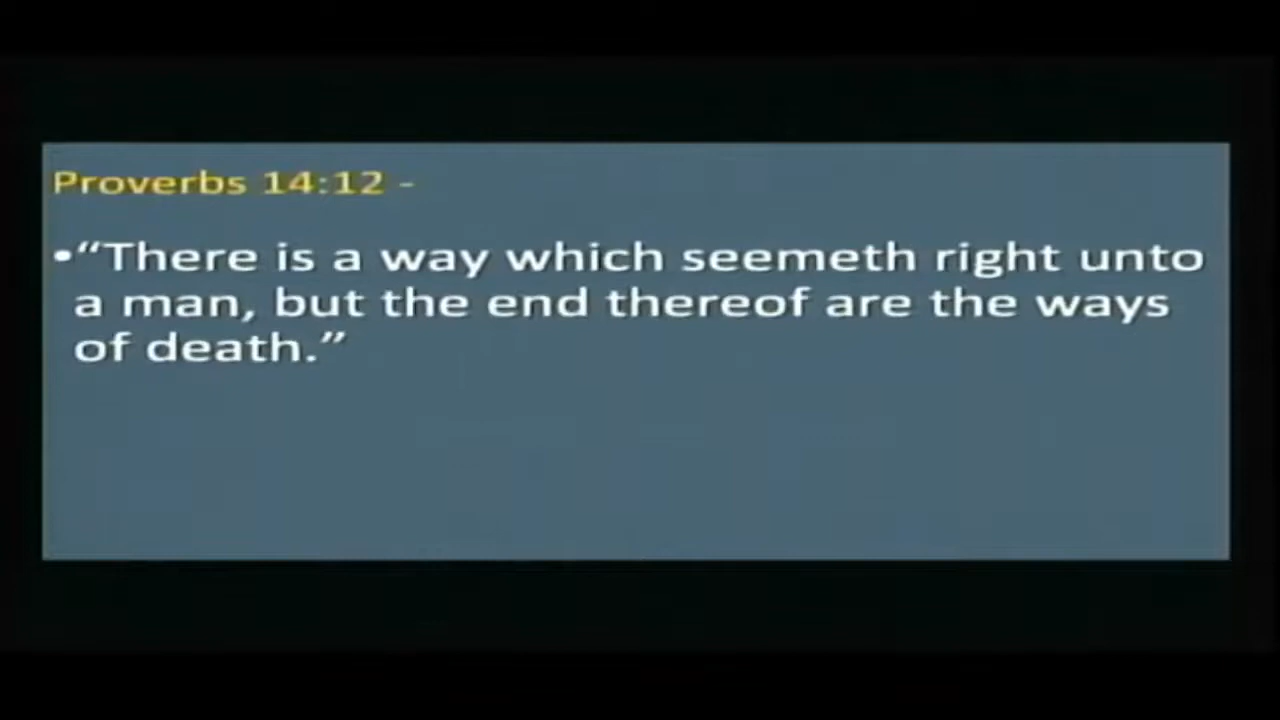 Proverbs 14:12 -
•“There is a way which seemeth right unto
a man, but the end thereof are the ways
of death.”